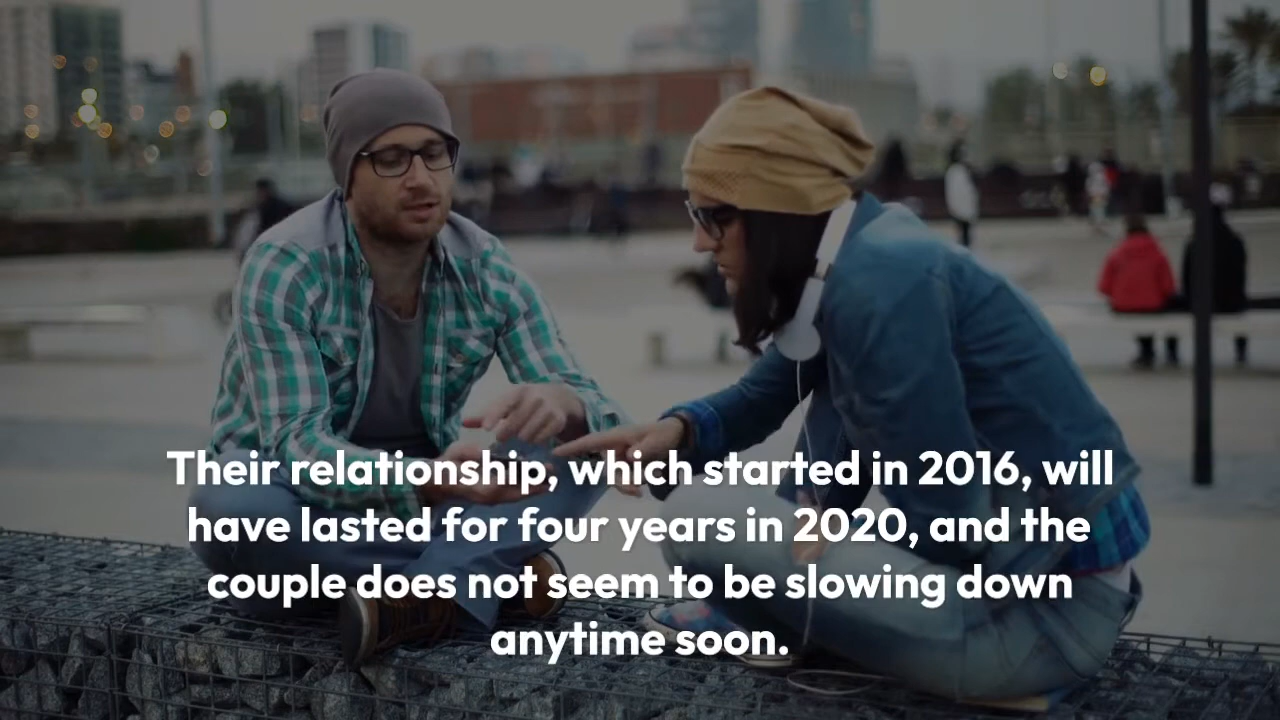 Their relationship, which started in 2016, will
have lasted for four years in 2020, and the
couple does not seem to be slowing down
anytime soon.